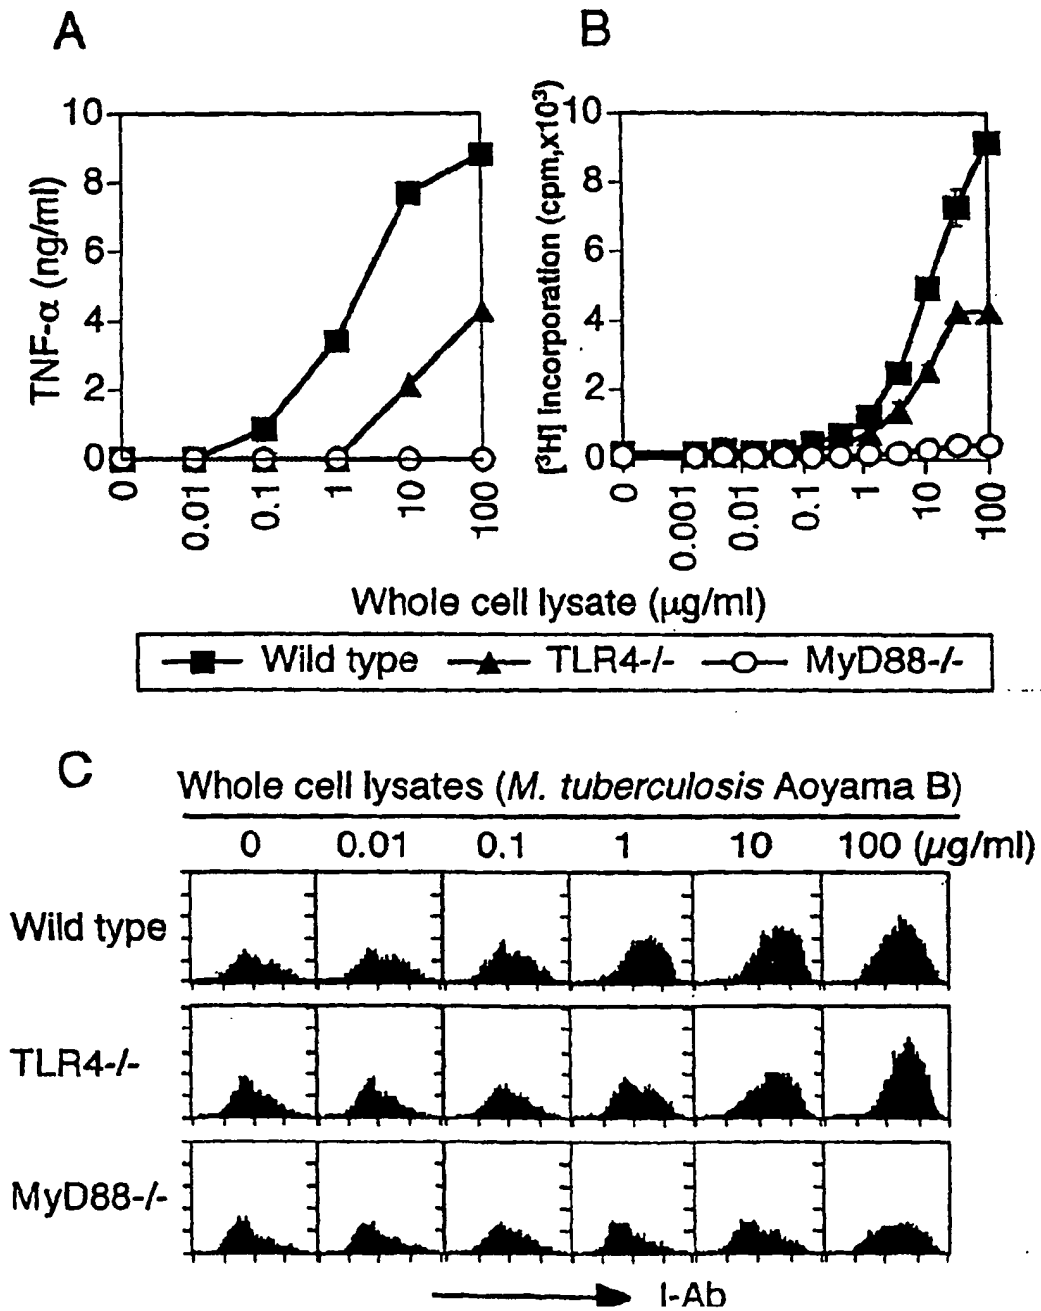 A
B
10
8
6
4
2
0
TNF-α (ng/ml)
0
0.01
0.1
1
10
100
[³H] Incorporation (cpm,x10³)
10
8
6
4
2
0
0
0.001
0.01
0.1
1
10
100
Whole cell lysate (μg/ml)
Wild type TLR4-/- MyD88-/-
C
Whole cell lysates (M. tuberculosis Aoyama B)
0 0.01 0.1 1 10 100 (μg/ml)
Wild type
TLR4-/-
MyD88-/-
I-Ab